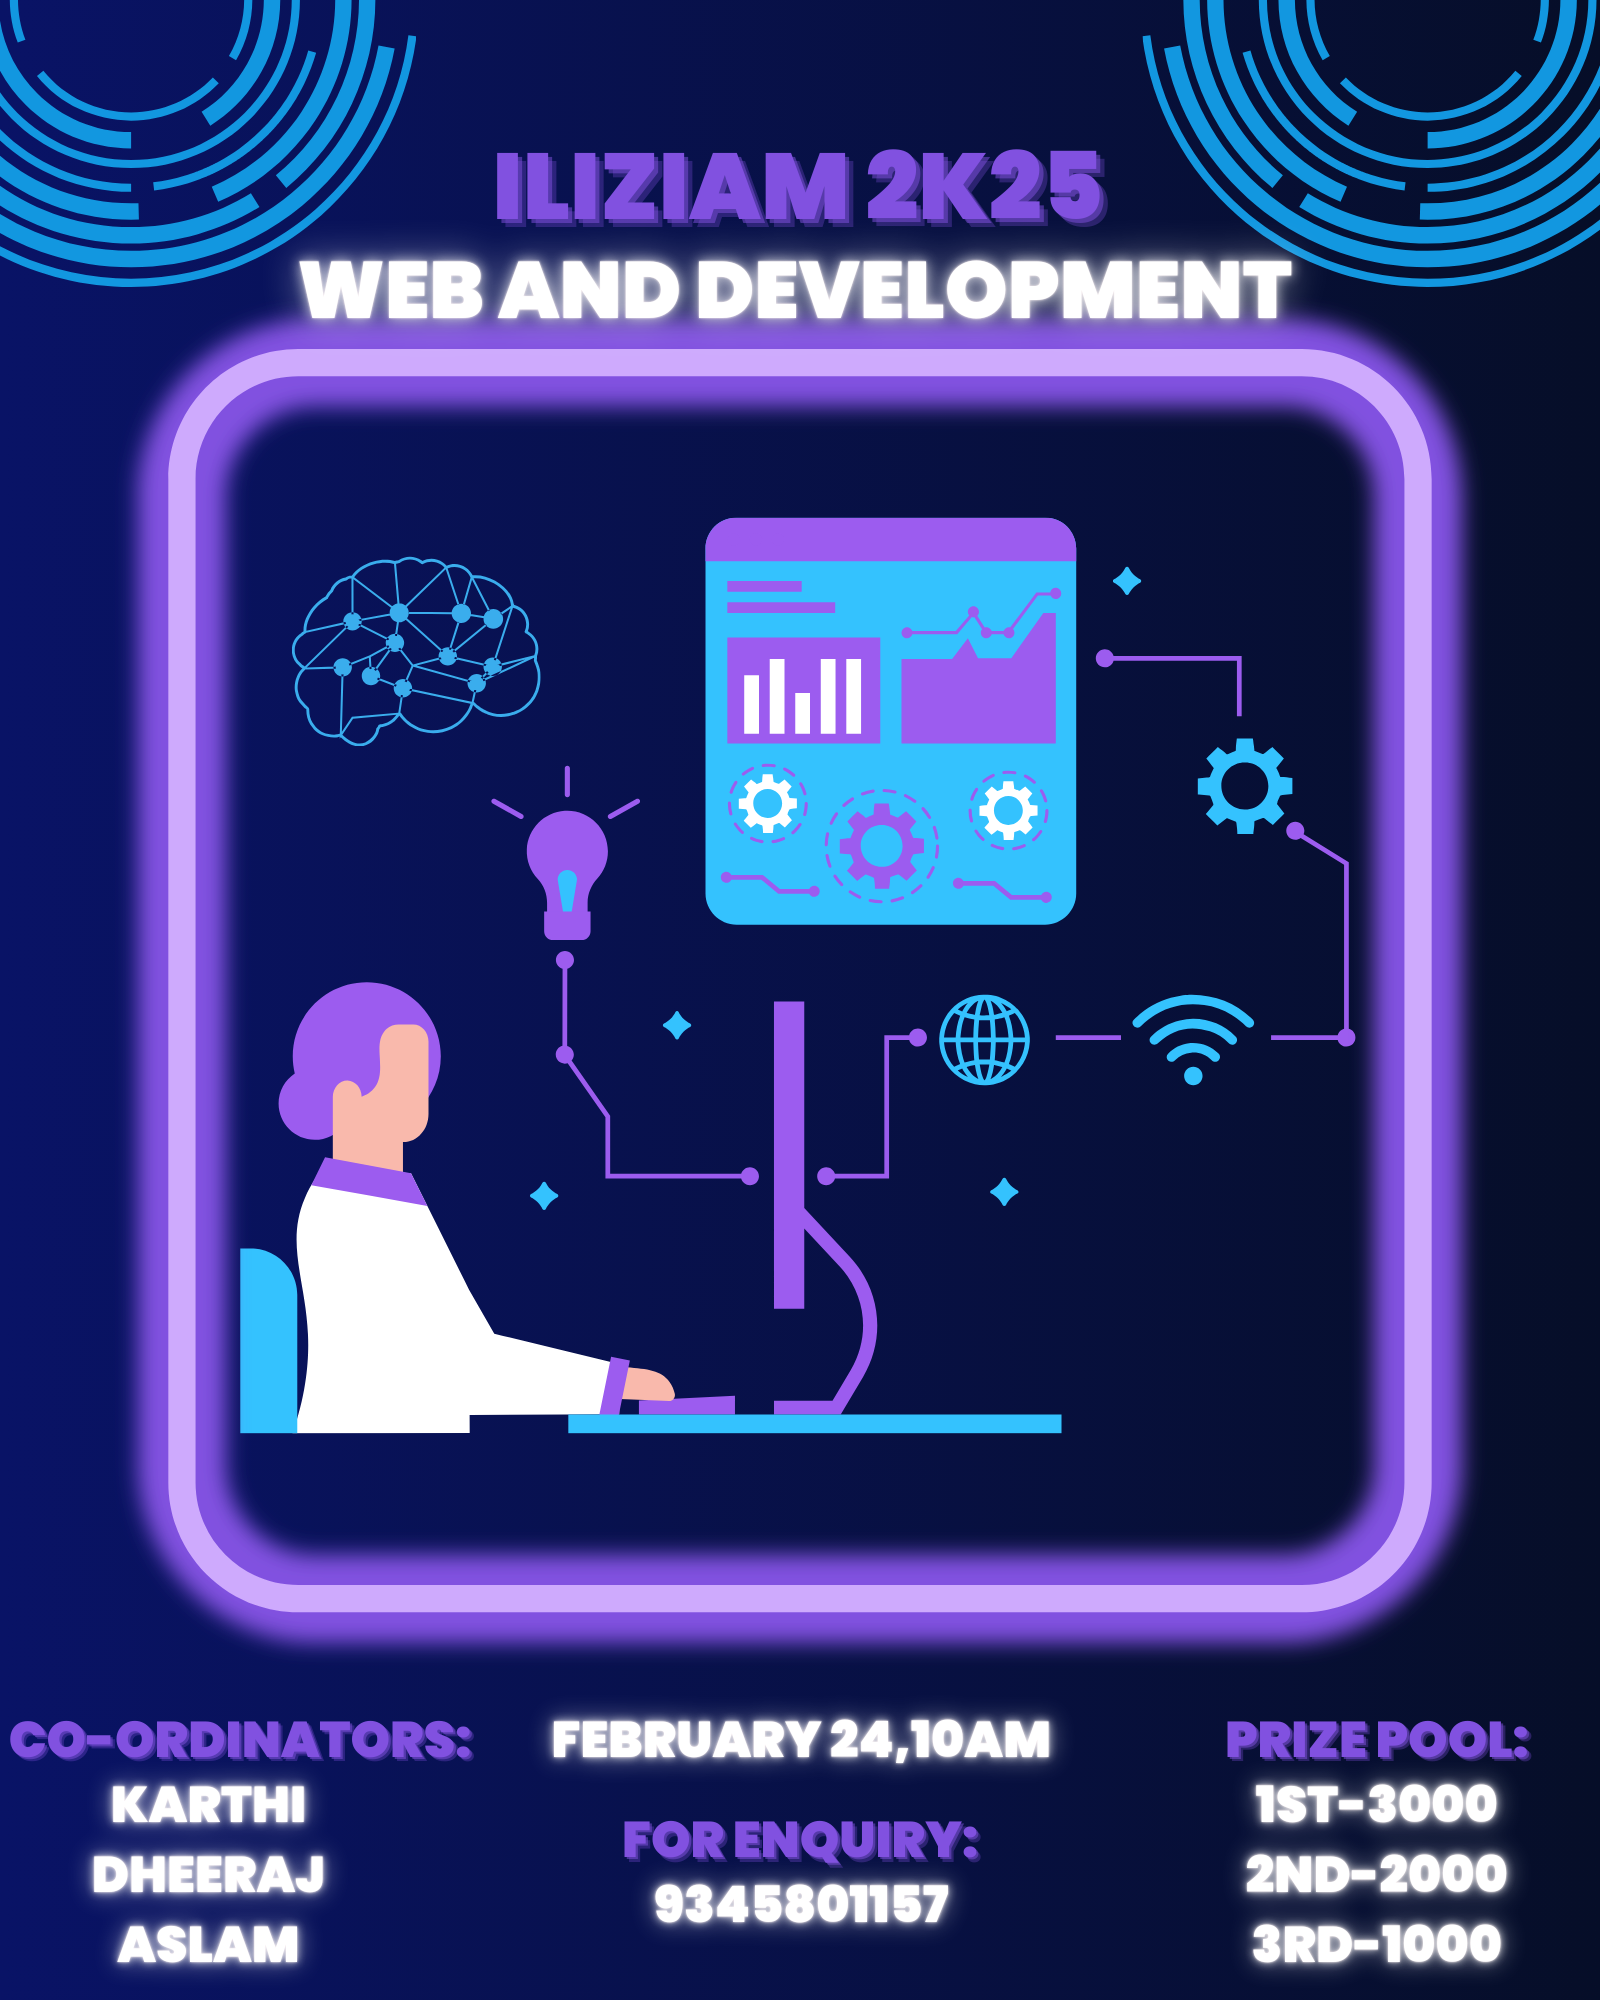 ILIZIAM 2K25
WEB AND DEVELOPMENT
CO-ORDINATORS:
KARTHI
DHEERAJ
ASLAM
FEBRUARY 24,10AM
FOR ENQUIRY:
9345801157
PRIZE POOL:
1ST-3000
2ND-2000
3RD-1000